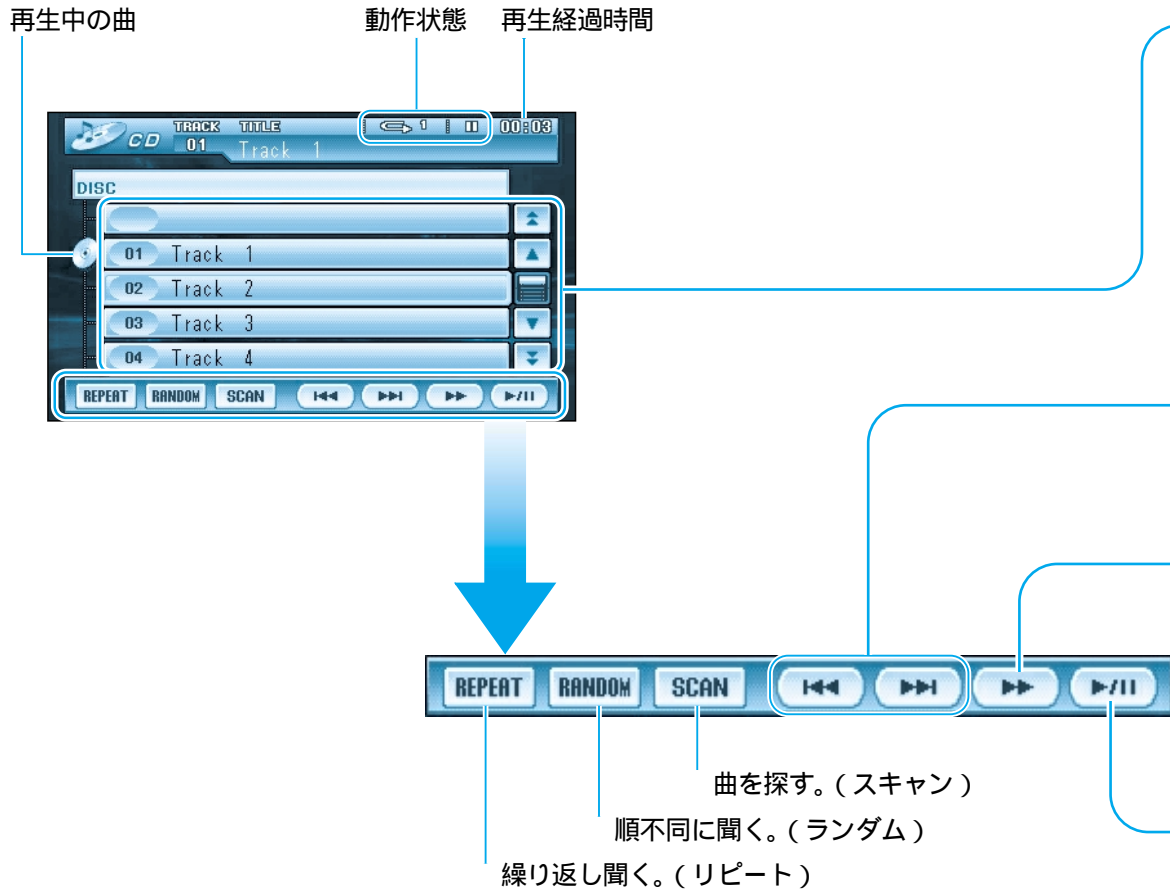 再生中の曲 動作状態 再生経過時間
CD TRACK TITLE 1 00:03
01 Track 1
DISC
01 Track 1
02 Track 2
03 Track 3
04 Track 4
REPEAT RANDOM SCAN
REPEAT RANDOM SCAN
曲を探す。(スキャン)
順不同に聞く。(ランダム)
繰り返し聞く。(リピート)